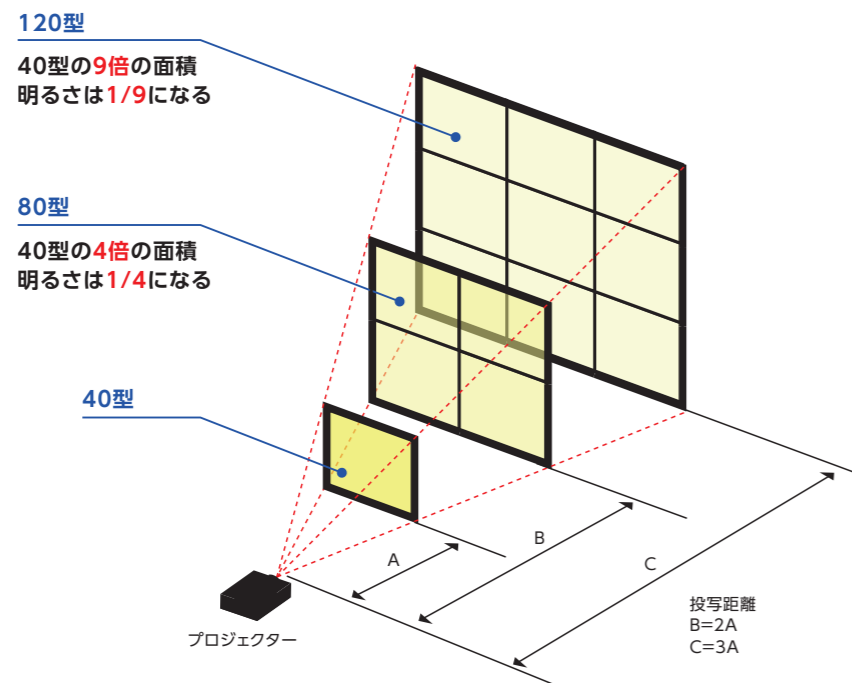 120型
40型の9倍の面積
明るさは1/9になる
80型
40型の4倍の面積
明るさは1/4になる
40型
A
B
C
プロジェクター
投写距離
B=2A
C=3A